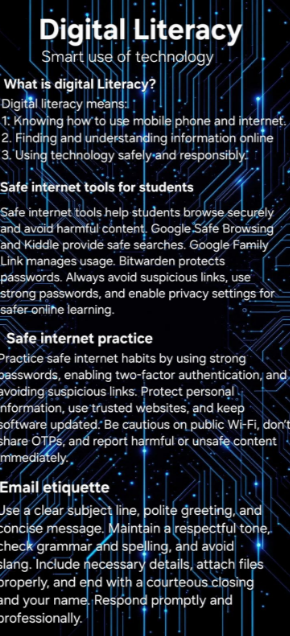 Digital Literacy
Smart use of technology
What is digital Literacy?
Digital literacy means:
1. Knowing how to use mobile phone and internet.
2. Finding and understanding information online
3. Using technology safely and responsibly.
Safe internet tools for students
Safe internet tools help students browse securely
and avoid harmful content. Google Safe Browsing
and Kiddle provide safe searches. Google Family
Link manages usage. Bitwarden protects
passwords. Always avoid suspicious links, use
strong passwords, and enable privacy settings for
safer online learning.
Safe internet practice
Practice safe internet habits by using strong
passwords, enabling two-factor authentication, and
avoiding suspicious links. Protect personal
information, use trusted websites, and keep
software updated. Be cautious on public Wi-Fi, don't
share OTPs, and report harmful or unsafe content
immediately.
Email etiquette
Use a clear subject line, polite greeting, and
concise message. Maintain a respectful tone,
check grammar and spelling, and avoid
slang. Include necessary details, attach files
properly, and end with a courteous closing
and your name. Respond promptly and
professionally.